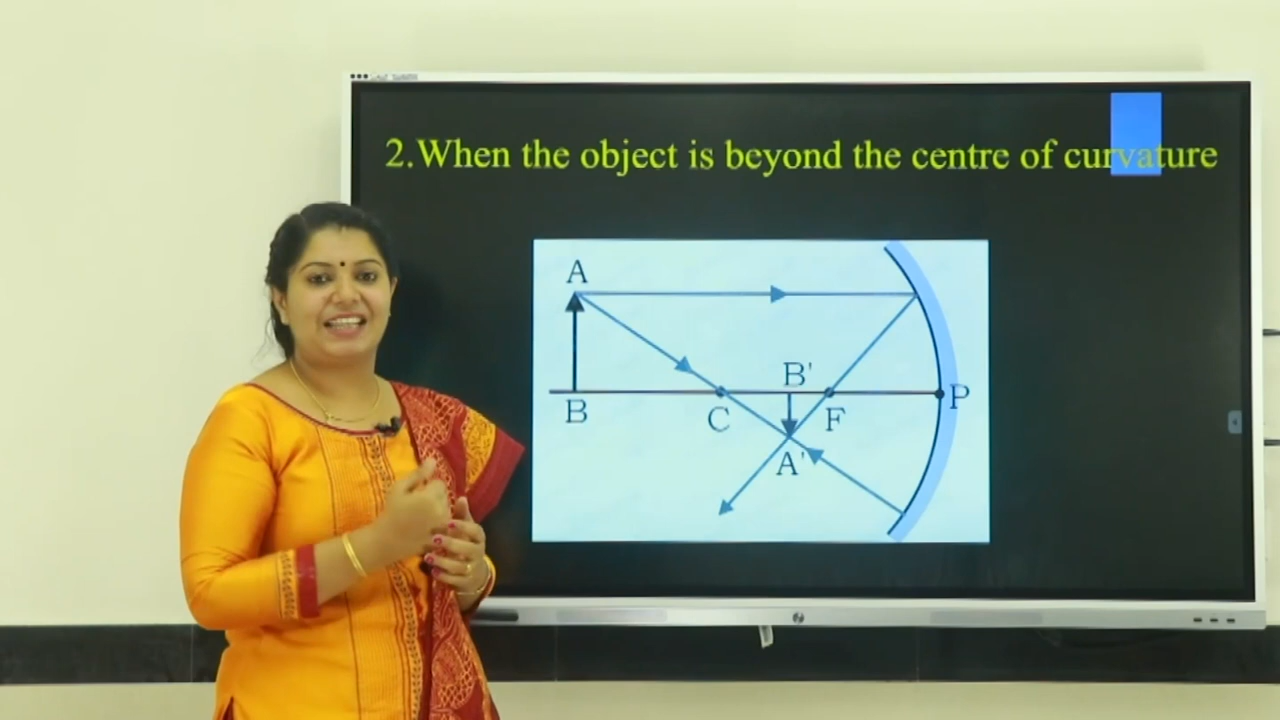 2.When the object is beyond the centre of curvature
A
B'
P
B
C
F
A'